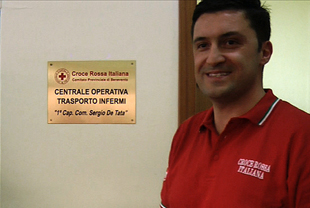 Croce Rossa Italiana
Comitato Provinciale di Benevento
CENTRALE OPERATIVA
TRASPORTO INFERMI
"1° Cap. Com. Sergio De Tata"
CROCE ROSSA
ITALIANA